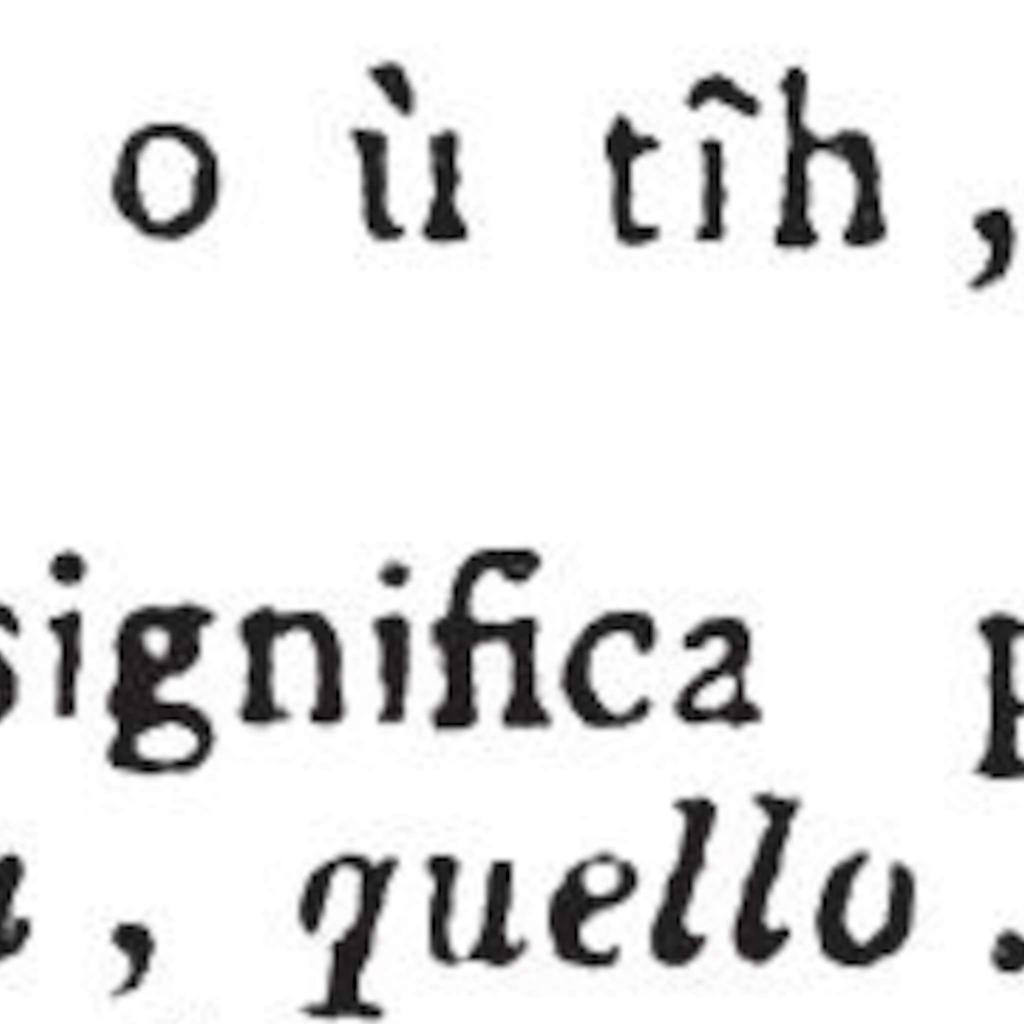 o ù tîh,
significa
, quello.